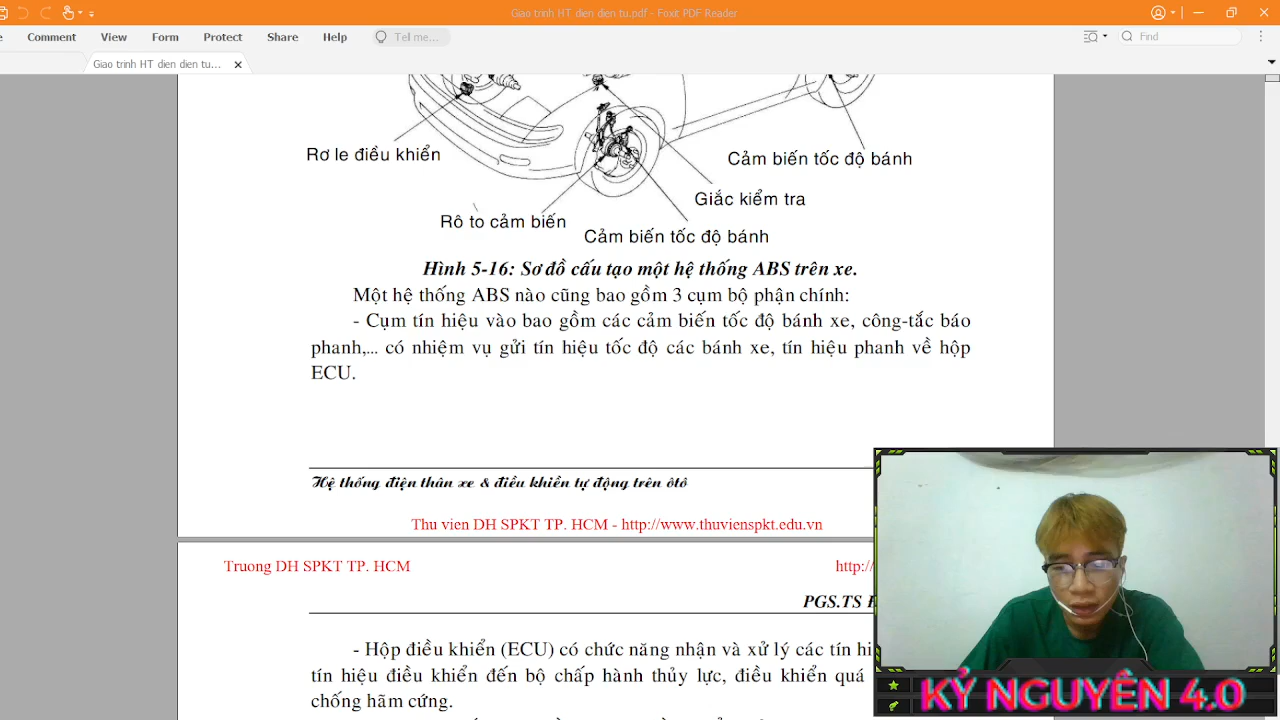 Giao trinh HT dien dien tu.pdf - Foxit PDF Reader
Comment View Form Protect Share Help Tell me... Find
Giao trinh HT dien dien tu...
Rơ le điều khiển
Cảm biến tốc độ bánh
Giắc kiểm tra
Rô to cảm biến
Cảm biến tốc độ bánh
Hình 5-16: Sơ đồ cấu tạo một hệ thống ABS trên xe.
Một hệ thống ABS nào cũng bao gồm 3 cụm bộ phận chính:
- Cụm tín hiệu vào bao gồm các cảm biến tốc độ bánh xe, công-tắc báo
phanh,... có nhiệm vụ gửi tín hiệu tốc độ các bánh xe, tín hiệu phanh về hộp
ECU.
Hệ thống điện thân xe & điều khiển tự động trên ôtô
Thu vien DH SPKT TP. HCM - http://www.thuvienspkt.edu.vn
Truong DH SPKT TP. HCM http://
PGS.TS
- Hộp điều khiển (ECU) có chức năng nhận và xử lý các tín
tín hiệu điều khiển đến bộ chấp hành thủy lực, điều khiển quá
chống hãm cứng.
KỶ NGUYÊN 4.0